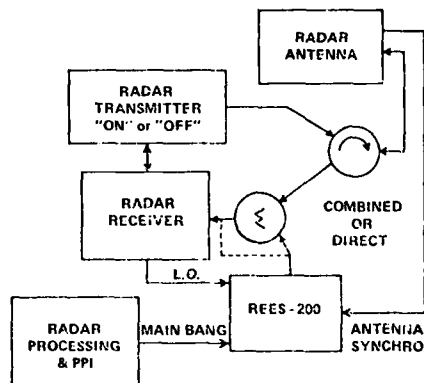 RADAR
ANTENNA
RADAR
TRANSMITTER
"ON" or "OFF"
RADAR
RECEIVER
COMBINED
OR
DIRECT
L.O.
REES - 200
RADAR
PROCESSING
& PPI
MAIN BANG
ANTENNA
SYNCHRO